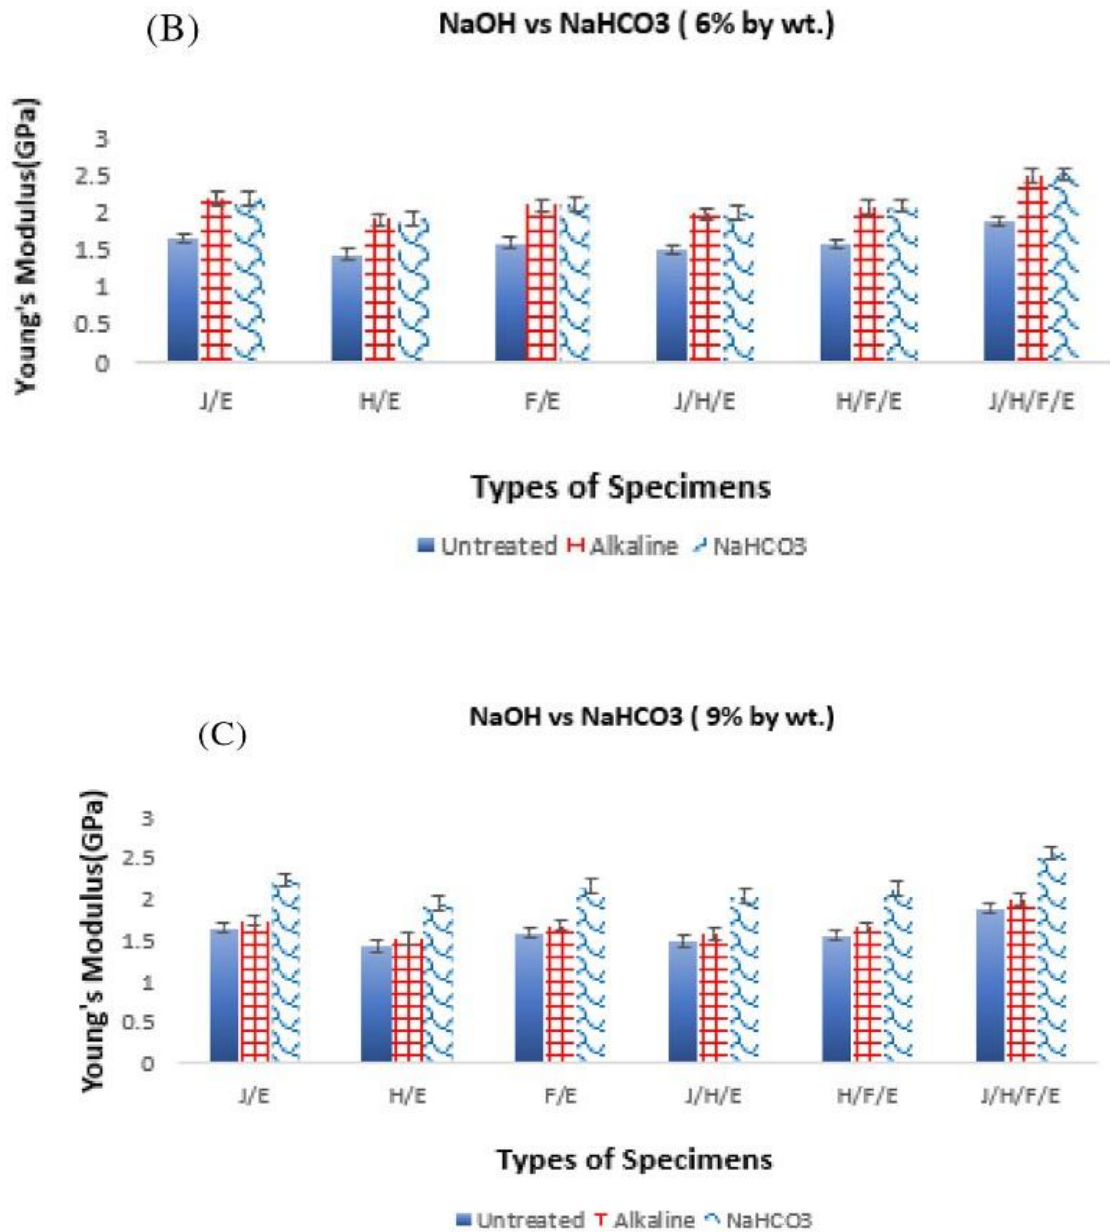 (B)
NaOH vs NaHCO3 ( 6% by wt.)
Young's Modulus(GPa)
3
2.5
2
1.5
1
0.5
0
J/E H/E F/E J/H/E H/F/E J/H/F/E
Types of Specimens
Untreated Alkaline NaHCO3
(C)
NaOH vs NaHCO3 ( 9% by wt.)
Young's Modulus(GPa)
3
2.5
2
1.5
1
0.5
0
J/E H/E F/E J/H/E H/F/E J/H/F/E
Types of Specimens
Untreated Alkaline NaHCO3